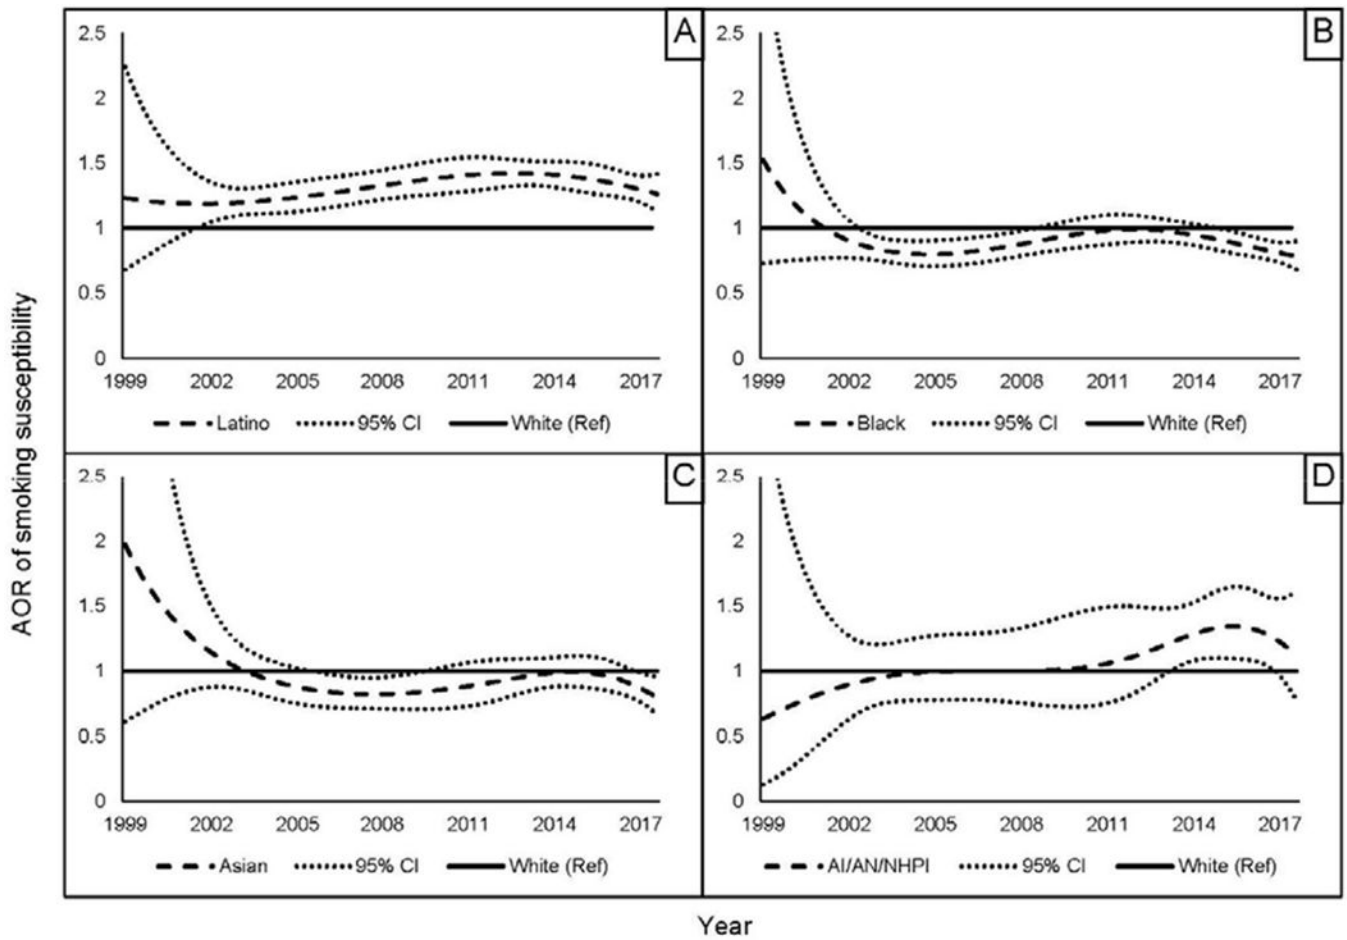 AOR of smoking susceptibility
A
2.5
2
1.5
1
0.5
0
1999 2002 2005 2008 2011 2014 2017
Latino 95% CI White (Ref)
B
2.5
2
1.5
1
0.5
0
1999 2002 2005 2008 2011 2014 2017
Black 95% CI White (Ref)
C
2.5
2
1.5
1
0.5
0
1999 2002 2005 2008 2011 2014 2017
Asian 95% CI White (Ref)
D
2.5
2
1.5
1
0.5
0
1999 2002 2005 2008 2011 2014 2017
AI/AN/NHPI 95% CI White (Ref)
Year